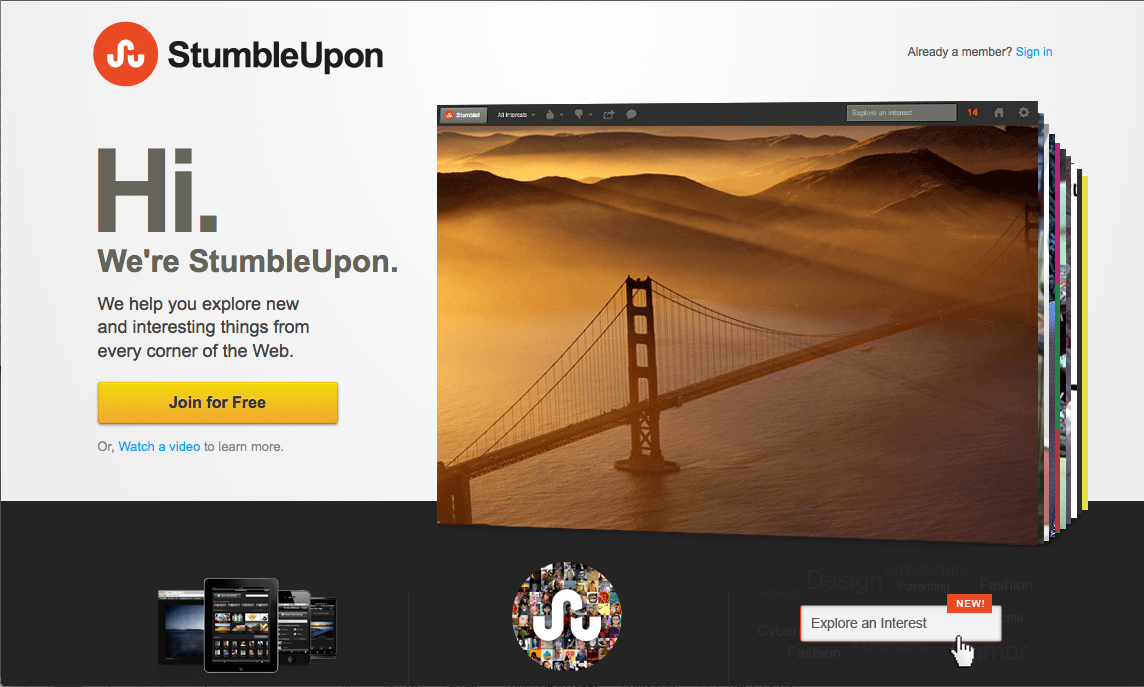 StumbleUpon
Already a member? Sign in
Stumble!
All Interests
Explore an interest
14
Hi.
We're StumbleUpon.
We help you explore new
and interesting things from
every corner of the Web.
Join for Free
Or, Watch a video to learn more.
Architecture
Design
Parenting
Fashion
Internet
NEW!
Explore an Interest
Cyber
Astronomy
Fashion